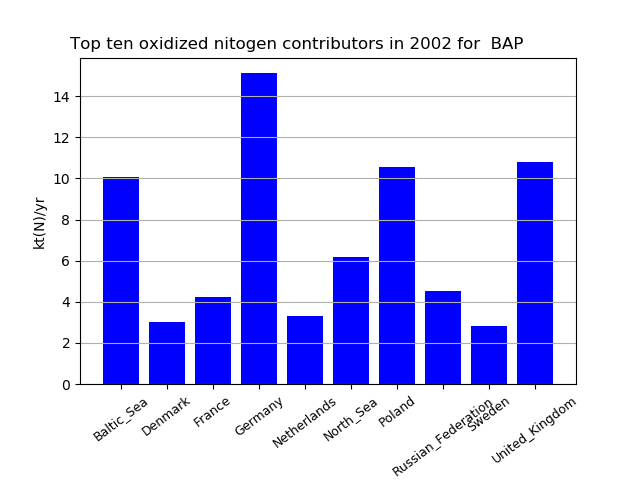 Top ten oxidized nitogen contributors in 2002 for  BAP
kt(N)/yr
14
12
10
8
6
4
2
0
Baltic_Sea
Denmark
France
Germany
Netherlands
North_Sea
Poland
Russian_Federation
Sweden
United_Kingdom